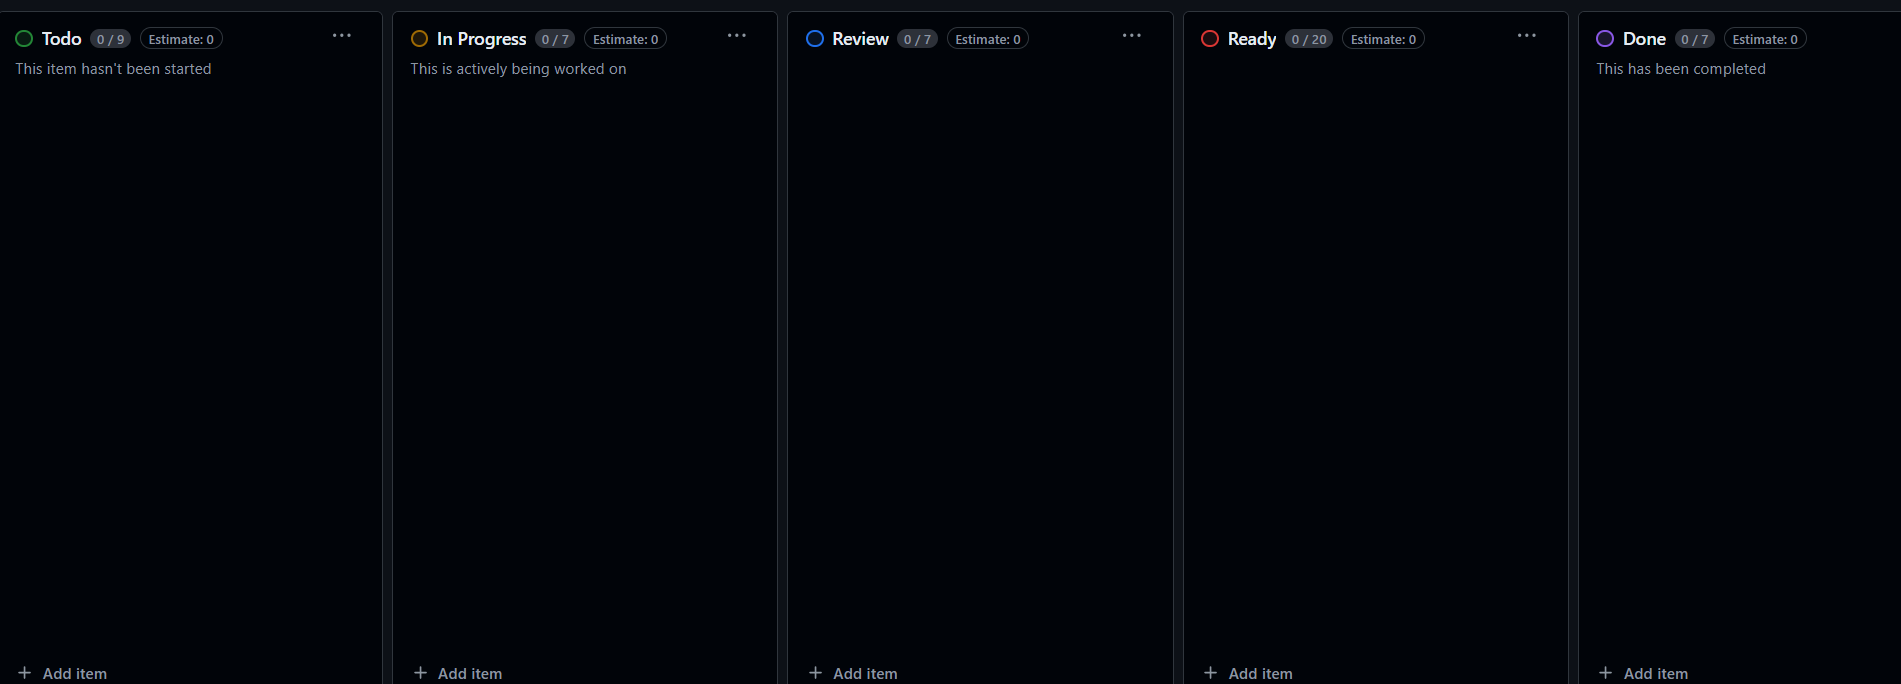 Todo 0 / 9 Estimate: 0 ...
This item hasn't been started
+ Add item
In Progress 0 / 7 Estimate: 0 ...
This is actively being worked on
+ Add item
Review 0 / 7 Estimate: 0 ...
+ Add item
Ready 0 / 20 Estimate: 0 ...
+ Add item
Done 0 / 7 Estimate: 0
This has been completed
+ Add item